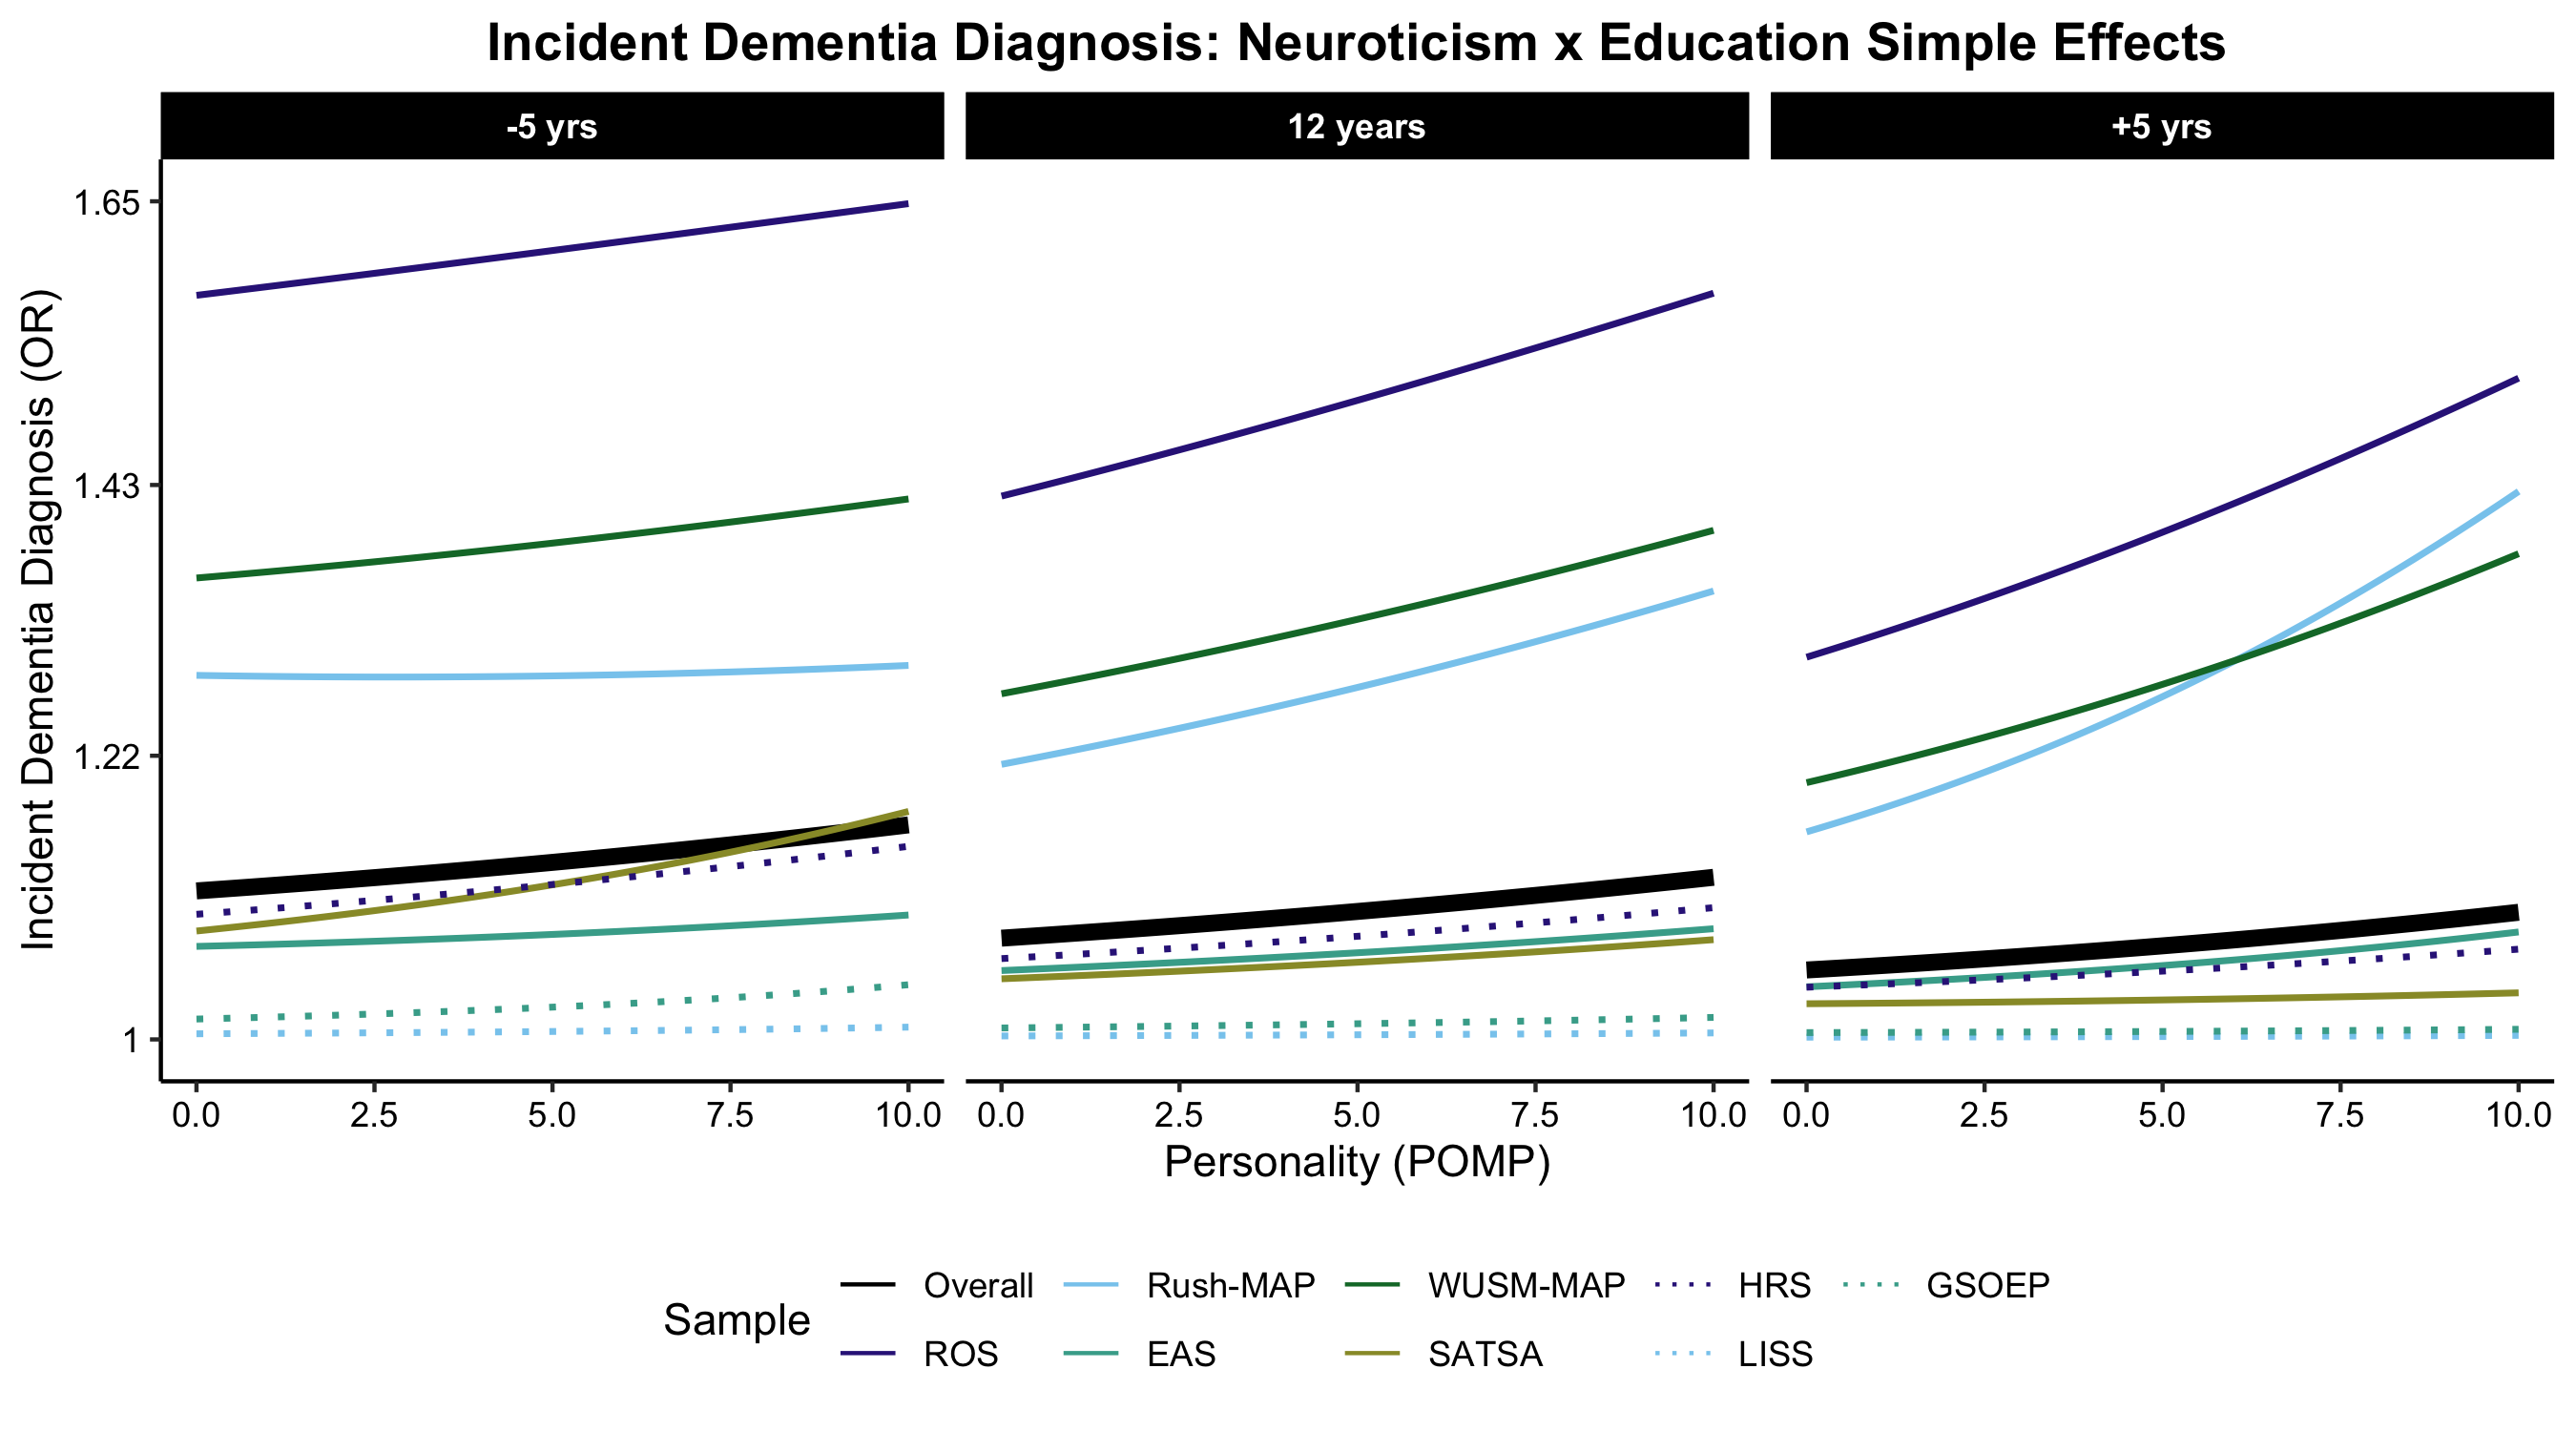 Incident Dementia Diagnosis: Neuroticism x Education Simple Effects
-5 yrs
12 years
+5 yrs
Incident Dementia Diagnosis (OR)
1.65
1.43
1.22
1
0.0 2.5 5.0 7.5 10.0
0.0 2.5 5.0 7.5 10.0
0.0 2.5 5.0 7.5 10.0
Personality (POMP)
Sample
Overall Rush-MAP WUSM-MAP HRS GSOEP
ROS EAS SATSA LISS